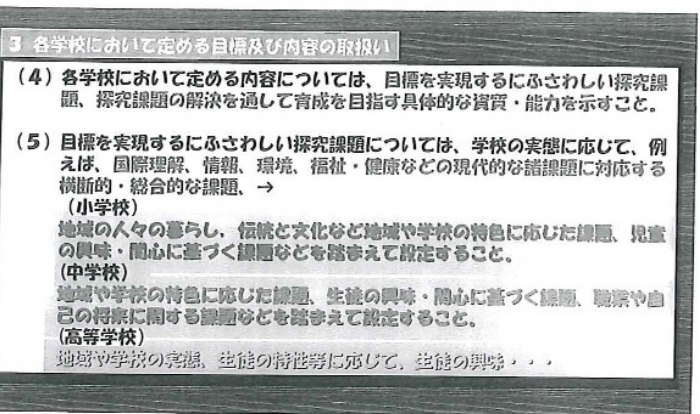 3 各学校において定める目標及び内容の取扱い
（4）各学校において定める内容については、目標を実現するにふさわしい探究課
題、探究課題の解決を通して育成を目指す具体的な資質・能力を示すこと。
（5）目標を実現するにふさわしい探究課題については、学校の実態に応じて、例
えば、国際理解、情報、環境、福祉・健康などの現代的な諸課題に対応する
横断的・総合的な課題、→
（小学校）
地域の人々の暮らし、伝統と文化など地域や学校の特色に応じた課題、児童
の興味・関心に基づく課題などを踏まえて設定すること。
（中学校）
地域や学校の特色に応じた課題、生徒の興味・関心に基づく課題、職業や自
己の将来に関する課題などを踏まえて設定すること。
（高等学校）
地域や学校の実態、生徒の特性等に応じて、生徒の興味・・・